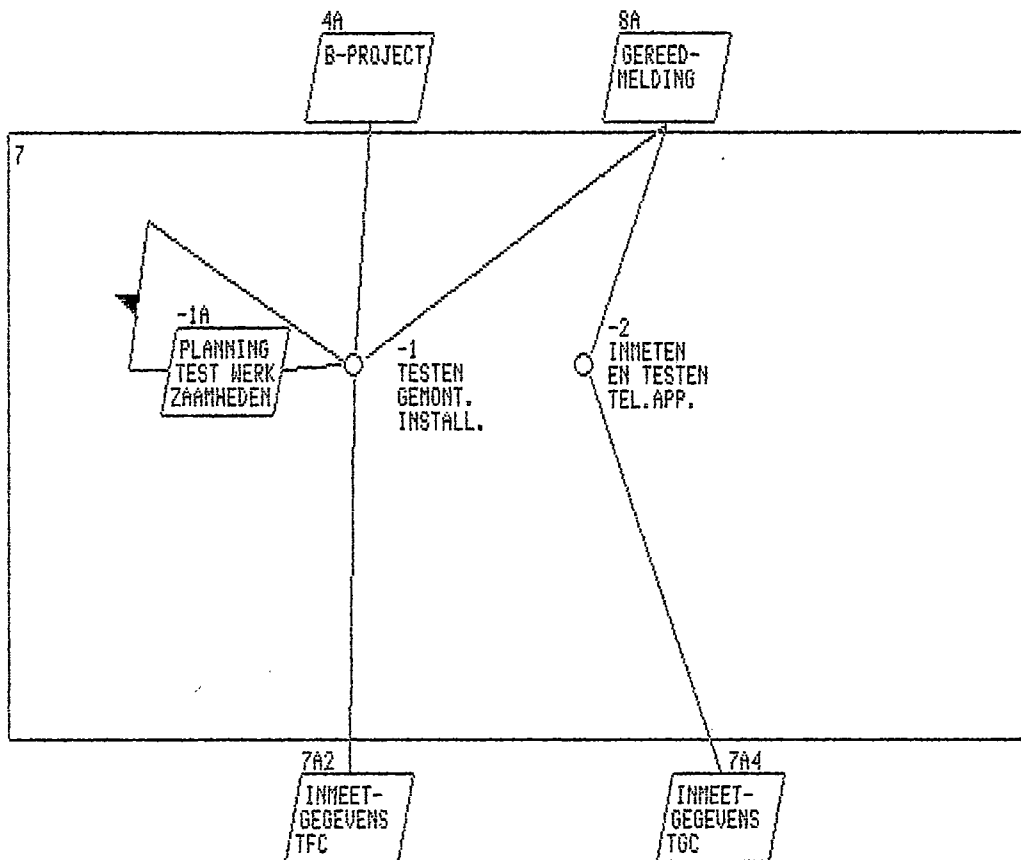 4A
B-PROJECT
8A
GEREED-
MELDING
7
-1A
PLANNING
TEST WERK
ZAAMHEDEN
-1
TESTEN
GEMONT.
INSTALL.
-2
INMETEN
EN TESTEN
TEL.APP.
7A2
INMEET-
GEGEVENS
TFC
7A4
INMEET-
GEGEVENS
TGC